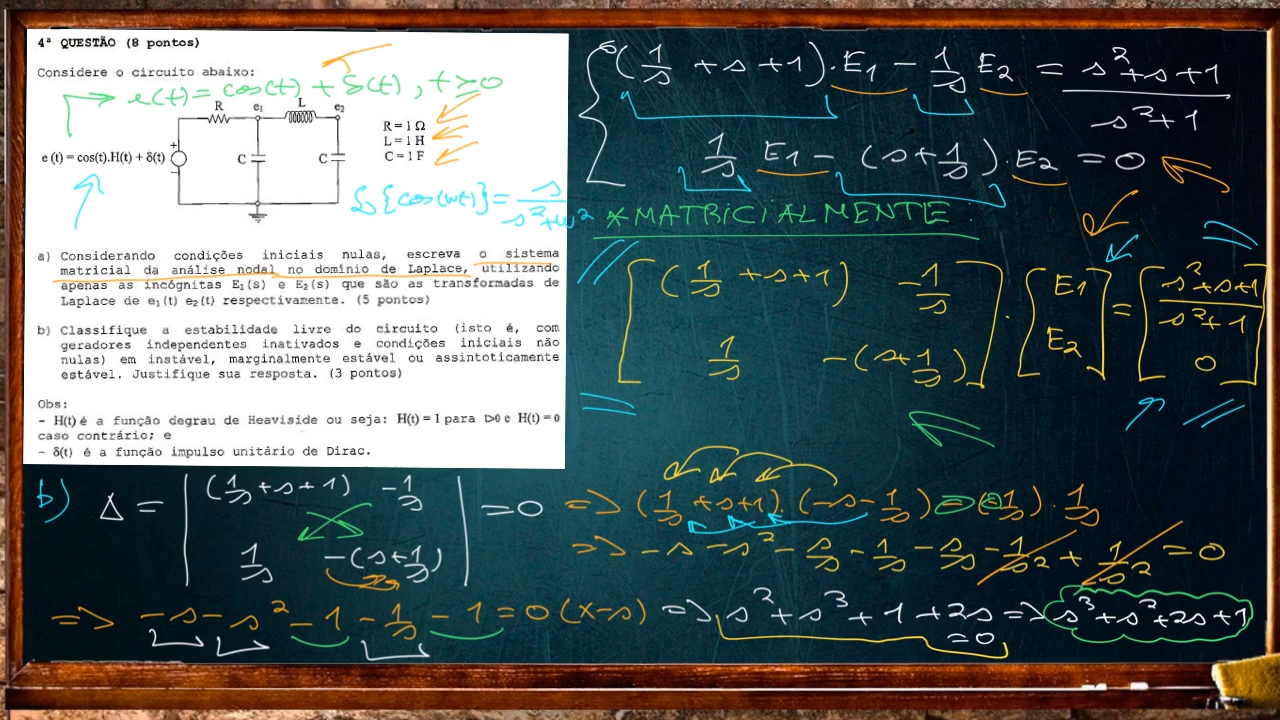 4ª QUESTÃO (8 pontos)
Considere o circuito abaixo:
e(t) = cos(t) + δ(t), t ≥ 0
R e₁ L e₂
R = 1 Ω
L = 1 H
C = 1 F
e (t) = cos(t).H(t) + δ(t)
+
-
C C
L{cos(wt)} = s/(s²+w²)
a) Considerando condições iniciais nulas, escreva o sistema
matricial da análise nodal no domínio de Laplace, utilizando
apenas as incógnitas E₁(s) e E₂(s) que são as transformadas de
Laplace de e₁(t) e₂(t) respectivamente. (5 pontos)
b) Classifique a estabilidade livre do circuito (isto é, com
geradores independentes inativados e condições iniciais não
nulas) em instável, marginalmente estável ou assintoticamente
estável. Justifique sua resposta. (3 pontos)
Obs:
- H(t) é a função degrau de Heaviside ou seja: H(t) = 1 para t>0 e H(t) = 0
caso contrário; e
- δ(t) é a função impulso unitário de Dirac.
(1/s + s + 1) . E1 - 1/s E2 = (s²+s+1)/(s²+1)
1/s E1 - (s + 1/s) . E2 = 0
* MATRICIALMENTE
[(1/s + s + 1) -1/s] . [E1] = [(s²+s+1)/(s²+1)]
[1/s -(s + 1/s)] [E2] [0]
b) Δ = |(1/s + s + 1) -1/s| = 0
|1/s -(s + 1/s)|
=> (1/s + s + 1) . (-s - 1/s) = (-1/s) . 1/s
=> -s - s² - s/s - 1/s - s/s - 1/s² + 1/s² = 0
=> -s - s² - 1 - 1/s - 1 = 0 (x-s) => s² + s³ + 1 + 2s = 0 => s³ + s² + 2s + 1